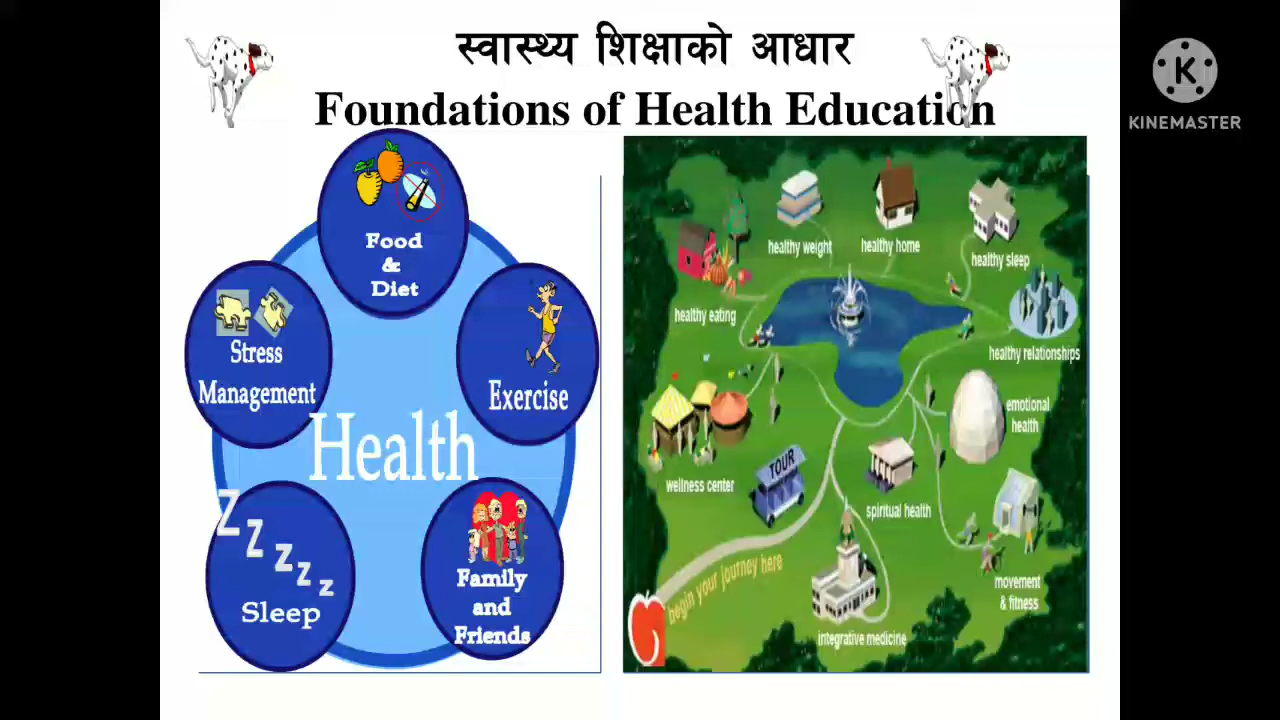 स्वास्थ्य शिक्षाको आधार
Foundations of Health Education
K
KINEMASTER
Food
&
Diet
Stress
Management
Exercise
Health
Z Z Z Z Z
Sleep
Family
and
Friends
healthy weight
healthy home
healthy sleep
healthy eating
healthy relationships
emotional
health
wellness center
TOUR
spiritual health
begin your journey here
movement
& fitness
integrative medicine